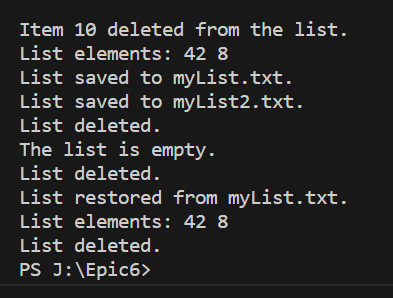 Item 10 deleted from the list.
List elements: 42 8
List saved to myList.txt.
List saved to myList2.txt.
List deleted.
The list is empty.
List deleted.
List restored from myList.txt.
List elements: 42 8
List deleted.
PS J:\Epic6>